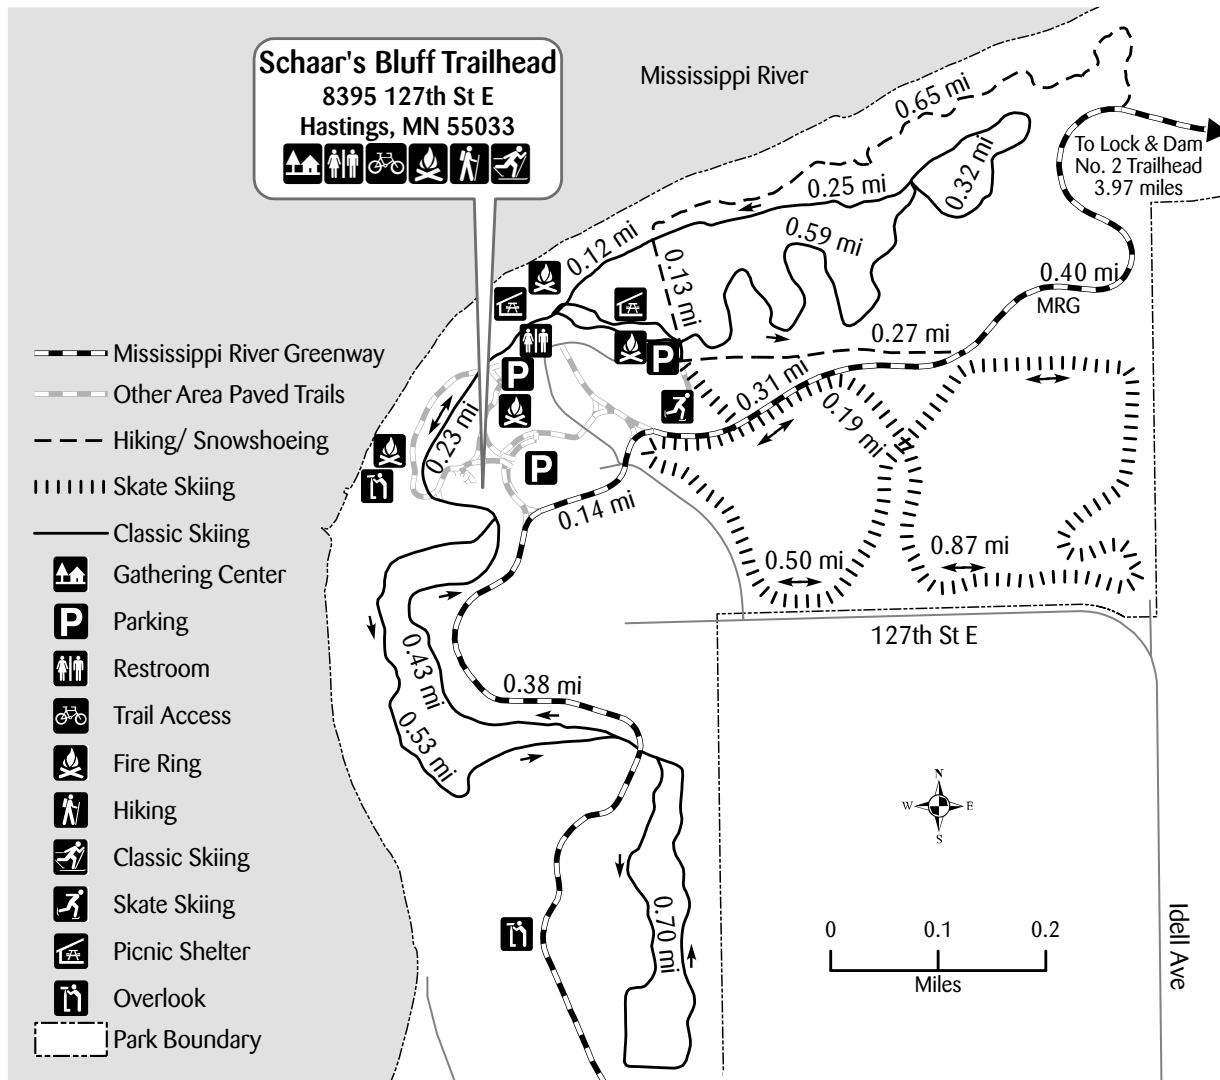 Schaar's Bluff Trailhead
8395 127th St E
Hastings, MN 55033
Mississippi River
0.65 mi
To Lock & Dam
No. 2 Trailhead
3.97 miles
0.25 mi
0.32 mi
0.12 mi
0.59 mi
0.13 mi
0.40 mi
MRG
0.27 mi
0.31 mi
0.19 mi
0.23 mi
P
P
P
0.14 mi
0.50 mi
0.87 mi
127th St E
0.43 mi
0.38 mi
0.53 mi
0.70 mi
Mississippi River Greenway
Other Area Paved Trails
Hiking/ Snowshoeing
Skate Skiing
Classic Skiing
Gathering Center
P Parking
Restroom
Trail Access
Fire Ring
Hiking
Classic Skiing
Skate Skiing
Picnic Shelter
Overlook
Park Boundary
N
W E
S
0 0.1 0.2
Miles
Idell Ave